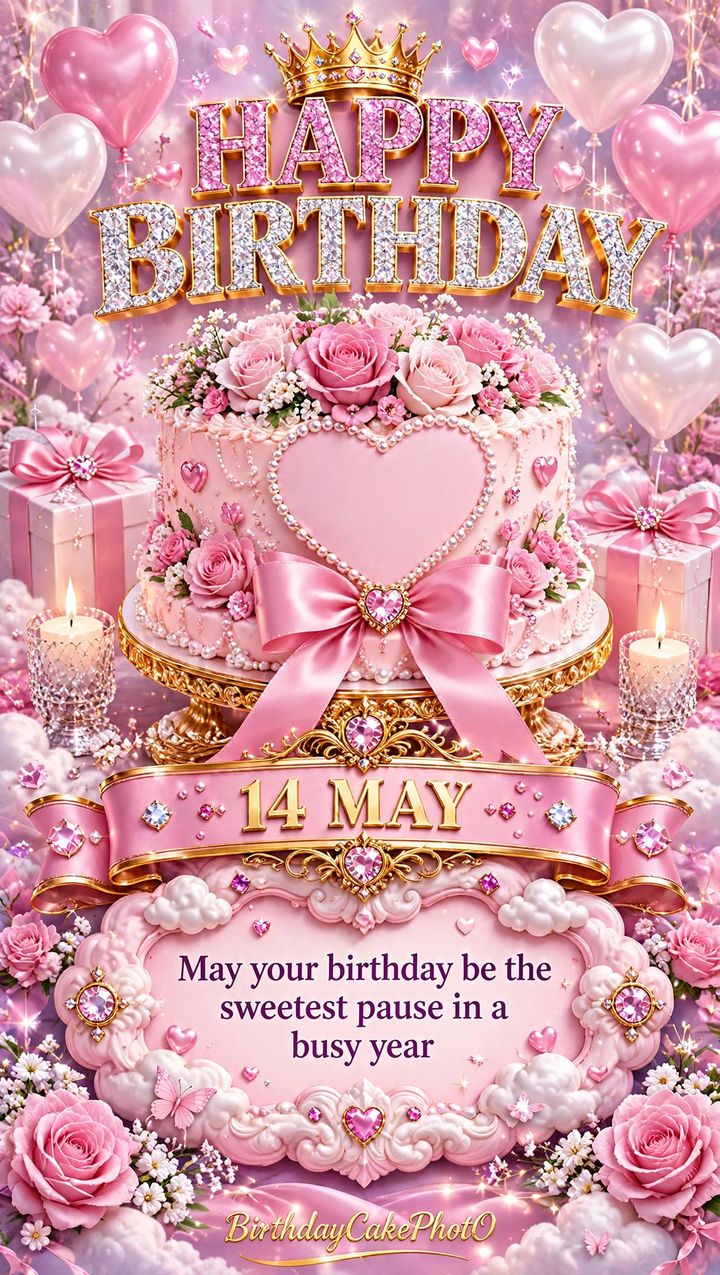 HAPPY
BIRTHDAY
14 MAY
May your birthday be the
sweetest pause in a
busy year
BirthdayCakePhotO